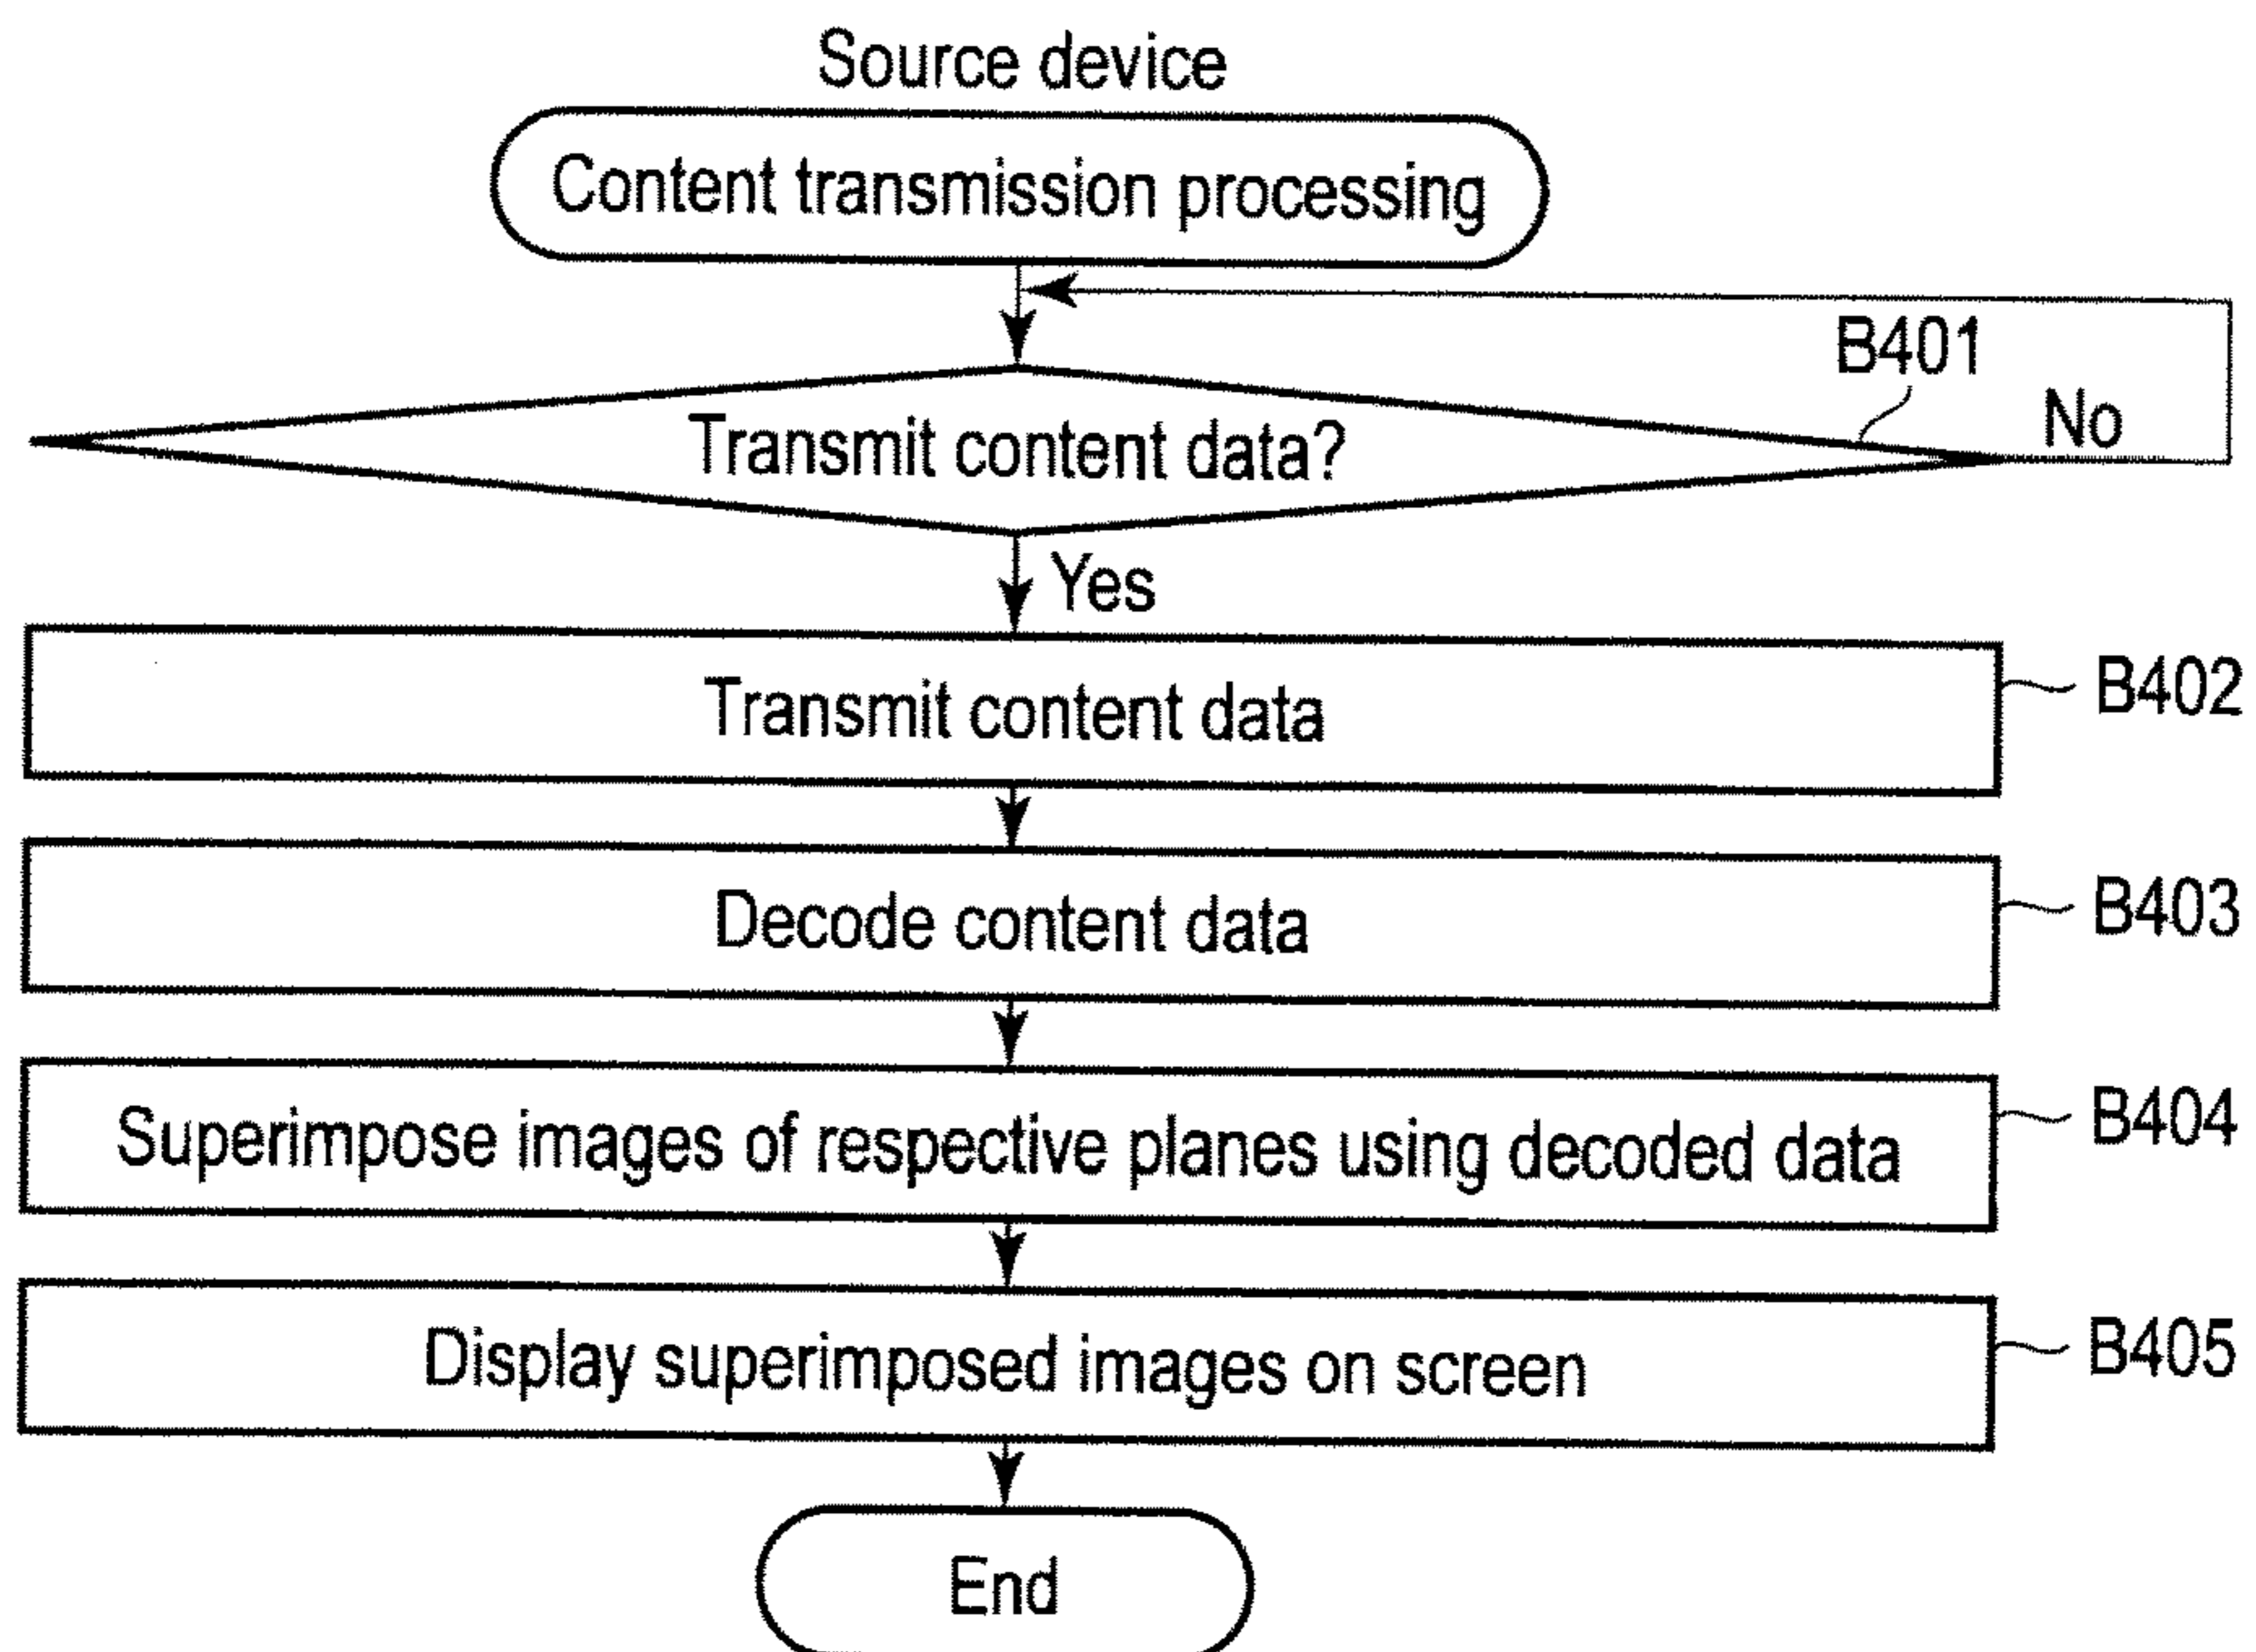 Source device
Content transmission processing
B401
Transmit content data?
No
Yes
Transmit content data
B402
Decode content data
B403
Superimpose images of respective planes using decoded data
B404
Display superimposed images on screen
B405
End